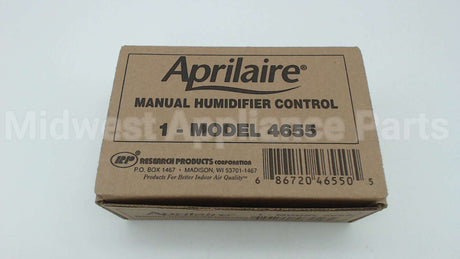 Aprilaire®
MANUAL HUMIDIFIER CONTROL
1 - MODEL 4655
Midwest Appliance Parts
RP RESEARCH PRODUCTS CORPORATION
P.O. BOX 1467 • MADISON, WI 53701-1467
Products For Better Indoor Air Quality™
6 86720 46550 5